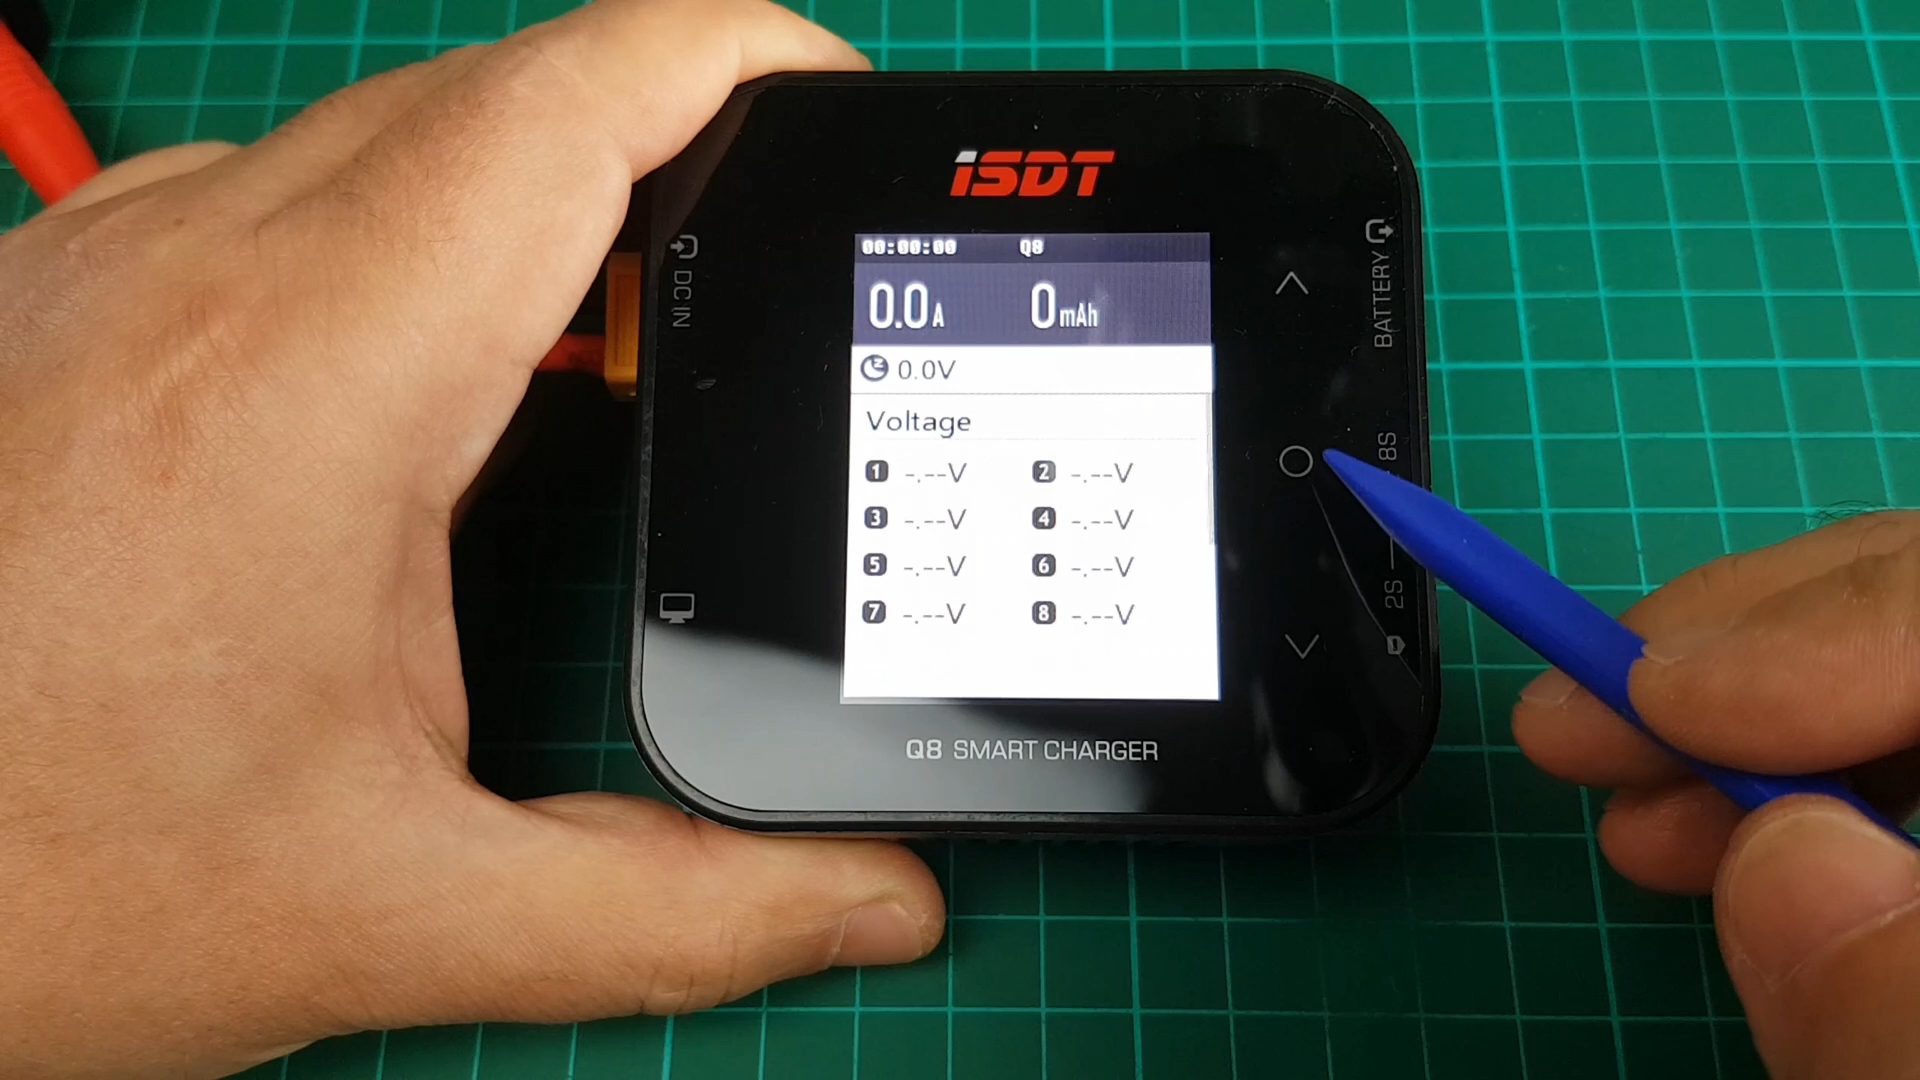 iSDT
00:00:00 Q8
0.0A 0mAh
0.0V
Voltage
1 -.--V 2 -.--V
3 -.--V 4 -.--V
5 -.--V 6 -.--V
7 -.--V 8 -.--V
Q8 SMART CHARGER
DC IN
BATTERY
2S — 8S